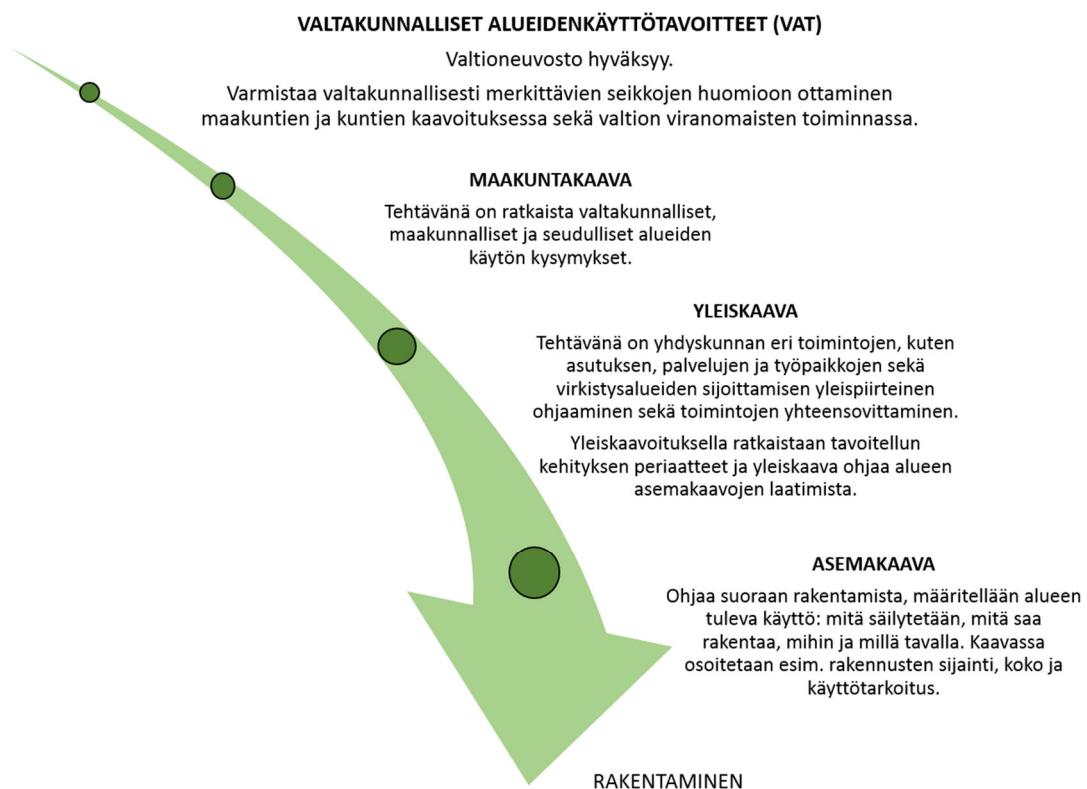 VALTAKUNNALLISET ALUEIDENKÄYTTÖTAVOITTEET (VAT)
Valtioneuvosto hyväksyy.
Varmistaa valtakunnallisesti merkittävien seikkojen huomioon ottaminen
maakuntien ja kuntien kaavoituksessa sekä valtion viranomaisten toiminnassa.
MAAKUNTAKAAVA
Tehtävänä on ratkaista valtakunnalliset,
maakunnalliset ja seudulliset alueiden
käytön kysymykset.
YLEISKAAVA
Tehtävänä on yhdyskunnan eri toimintojen, kuten
asutuksen, palvelujen ja työpaikkojen sekä
virkistysalueiden sijoittamisen yleispiirteinen
ohjaaminen sekä toimintojen yhteensovittaminen.
Yleiskaavoituksella ratkaistaan tavoitellun
kehityksen periaatteet ja yleiskaava ohjaa alueen
asemakaavojen laatimista.
ASEMAKAAVA
Ohjaa suoraan rakentamista, määritellään alueen
tuleva käyttö: mitä säilytetään, mitä saa
rakentaa, mihin ja millä tavalla. Kaavassa
osoitetaan esim. rakennusten sijainti, koko ja
käyttötarkoitus.
RAKENTAMINEN